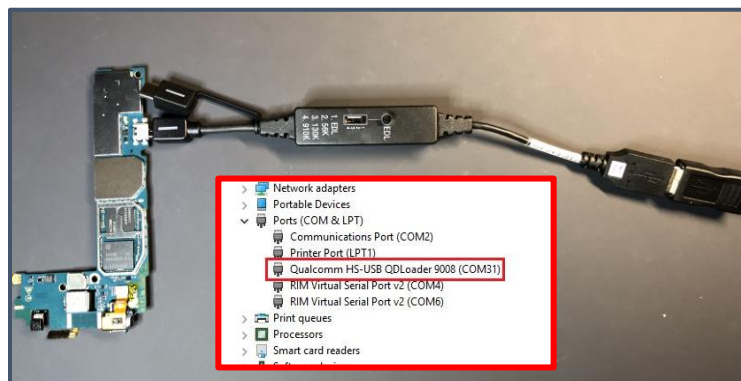 1. EDL
2. 56K
3. 130K
4. 910K
EDL
Network adapters
Portable Devices
Ports (COM & LPT)
Communications Port (COM2)
Printer Port (LPT1)
Qualcomm HS-USB QDLoader 9008 (COM31)
RIM Virtual Serial Port v2 (COM4)
RIM Virtual Serial Port v2 (COM6)
Print queues
Processors
Smart card readers